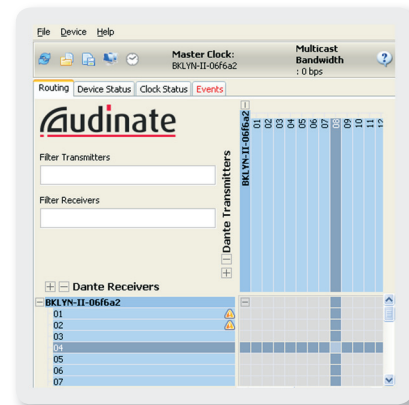 File Device Help
Master Clock:
BKLYN-II-06f6a2
Multicast
Bandwidth
: 0 bps
?
Routing Device Status Clock Status Events
Audinate
Filter Transmitters
Filter Receivers
Dante Transmitters
BKLYN-II-06f6a2
01
02
03
04
05
06
07
08
09
10
11
12
Dante Receivers
BKLYN-II-06f6a2
01
02
03
04
05
06
07